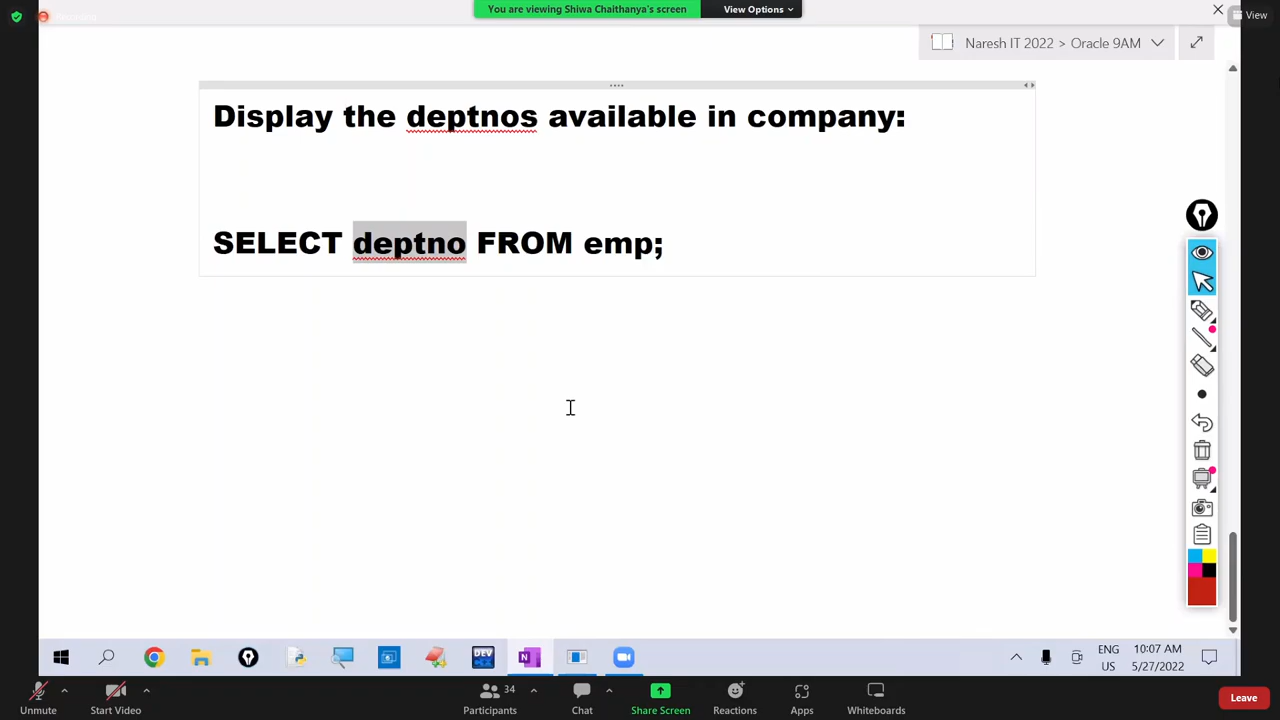 You are viewing Shiwa Chaithanya's screen
View Options
View
Naresh IT 2022 > Oracle 9AM
Display the deptnos available in company:
SELECT deptno FROM emp;
DEV
N
ENG
US
10:07 AM
5/27/2022
Unmute
Start Video
34
Participants
Chat
Share Screen
Reactions
Apps
Whiteboards
Leave